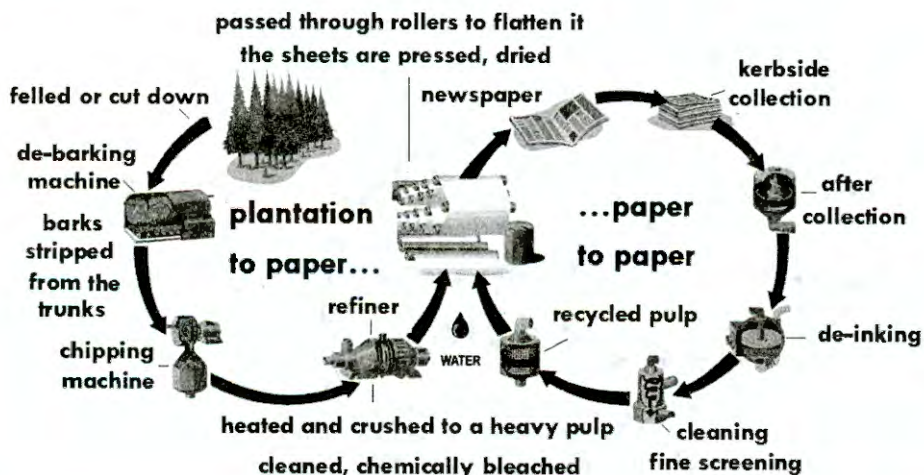 passed through rollers to flatten it
the sheets are pressed, dried
felled or cut down
newspaper
kerbside
collection
de-barking
machine
after
collection
plantation
to paper...
...paper
to paper
barks
stripped
from the
trunks
refiner
recycled pulp
de-inking
WATER
chipping
machine
heated and crushed to a heavy pulp
cleaned, chemically bleached
cleaning
fine screening